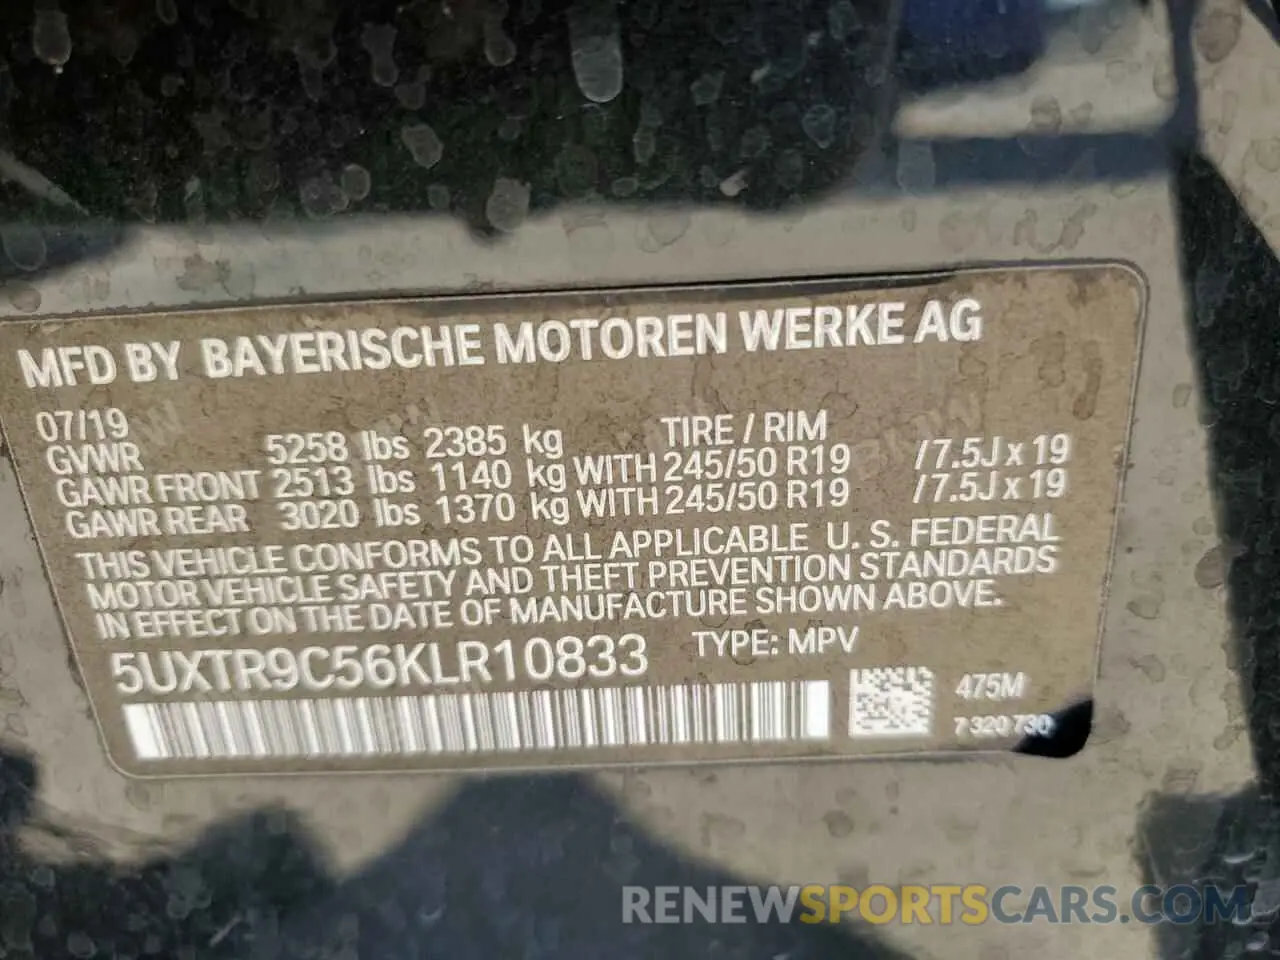 MFD BY BAYERISCHE MOTOREN WERKE AG
07/19 TIRE / RIM
GVWR 5258 lbs 2385 kg
GAWR FRONT 2513 lbs 1140 kg WITH 245/50 R19 /7.5J x 19
GAWR REAR 3020 lbs 1370 kg WITH 245/50 R19 /7.5J x 19
THIS VEHICLE CONFORMS TO ALL APPLICABLE U. S. FEDERAL
MOTOR VEHICLE SAFETY AND THEFT PREVENTION STANDARDS
IN EFFECT ON THE DATE OF MANUFACTURE SHOWN ABOVE.
5UXTR9C56KLR10833 TYPE: MPV
475M
7 320 730
RENEWSPORTSCARS.COM